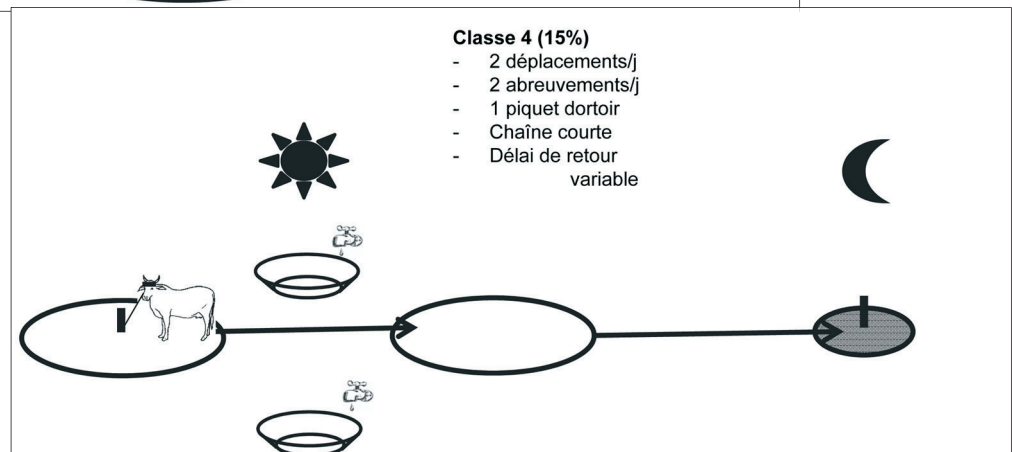 Classe 4 (15%)
- 2 déplacements/j
- 2 abreuvements/j
- 1 piquet dortoir
- Chaîne courte
- Délai de retour
variable